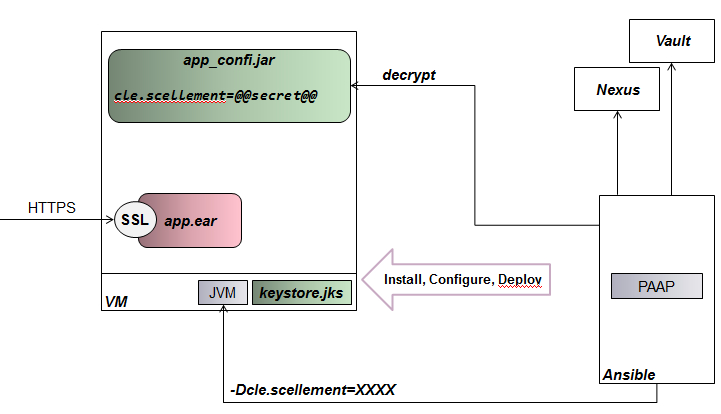 app_confi.jar
cle.scellement=@@secret@@
decrypt
Vault
Nexus
HTTPS
SSL
app.ear
Install, Configure, Deploy
PAAP
VM
JVM
keystore.jks
Ansible
-Dcle.scellement=XXXX